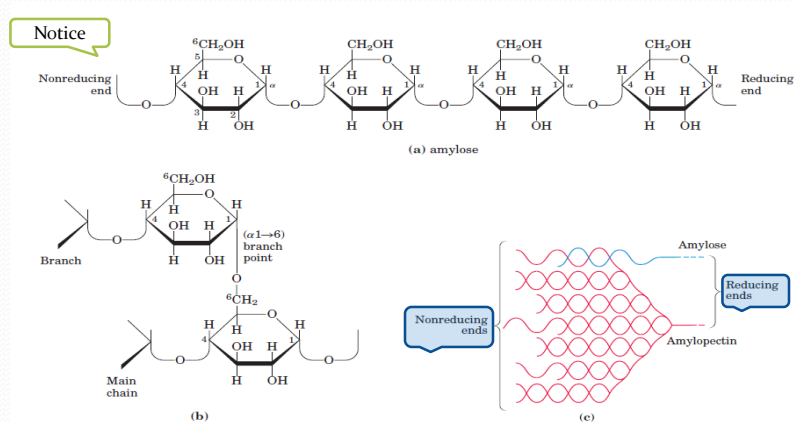 Notice
6CH2OH CH2OH CH2OH CH2OH
5 O O O O
Nonreducing
end
H H H H H H H H
H H H H
4 1 α 4 1 α 4 1 α 4 1 α
OH H OH H OH H OH H
Reducing
end
O O O O O
3 2
H OH H OH H OH H OH
(a) amylose
6CH2OH
O
H H H
4 1
OH H
(α1→6)
branch
point
O
Branch
H OH
O
6CH2
O
H H H
4 1
OH H
O O
H OH
Main
chain
(b)
Amylose
Reducing
ends
Nonreducing
ends
Amylopectin
(c)